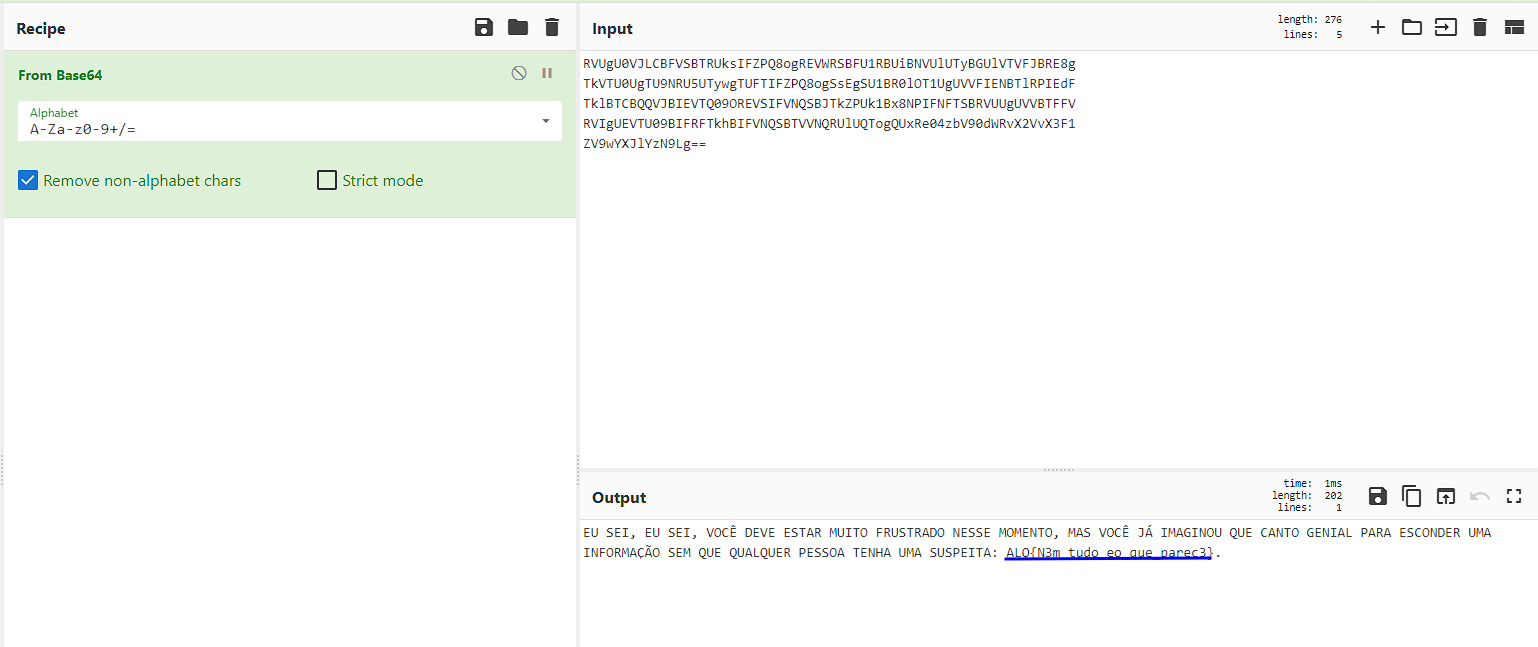 Recipe
From Base64
Alphabet
A-Za-z0-9+/=
Remove non-alphabet chars
Strict mode
Input
length: 276
lines: 5
RVUgU0VJLCBFVSBTRUksIFZPQ8ogREVWRSBFU1RBUiBNVUlUTyBGUlVTVFJBRE8g
TkVTU0UgTU9NRU5UTywgTUFTIFZPQ8ogSsEgSU1BR0lOT1UgUVVFIENBTlRPIEdF
TklBTCBQQVJBIEVTQ09OREVSIFVNQSBJTkZPUk1Bx8NPIFNFTSBRVUUgUVVBTFFV
RVIgUEVTU09BIFRFTkhBIFVNQSBTVVNQRUlUQTogQUxRe04zbV90dWRvX2VvX3F1
ZV9wYXJlYzN9Lg==
Output
time: 1ms
length: 202
lines: 1
EU SEI, EU SEI, VOCÊ DEVE ESTAR MUITO FRUSTRADO NESSE MOMENTO, MAS VOCÊ JÁ IMAGINOU QUE CANTO GENIAL PARA ESCONDER UMA
INFORMAÇÃO SEM QUE QUALQUER PESSOA TENHA UMA SUSPEITA: ALQ{N3m_tudo_eo_que_parec3}.